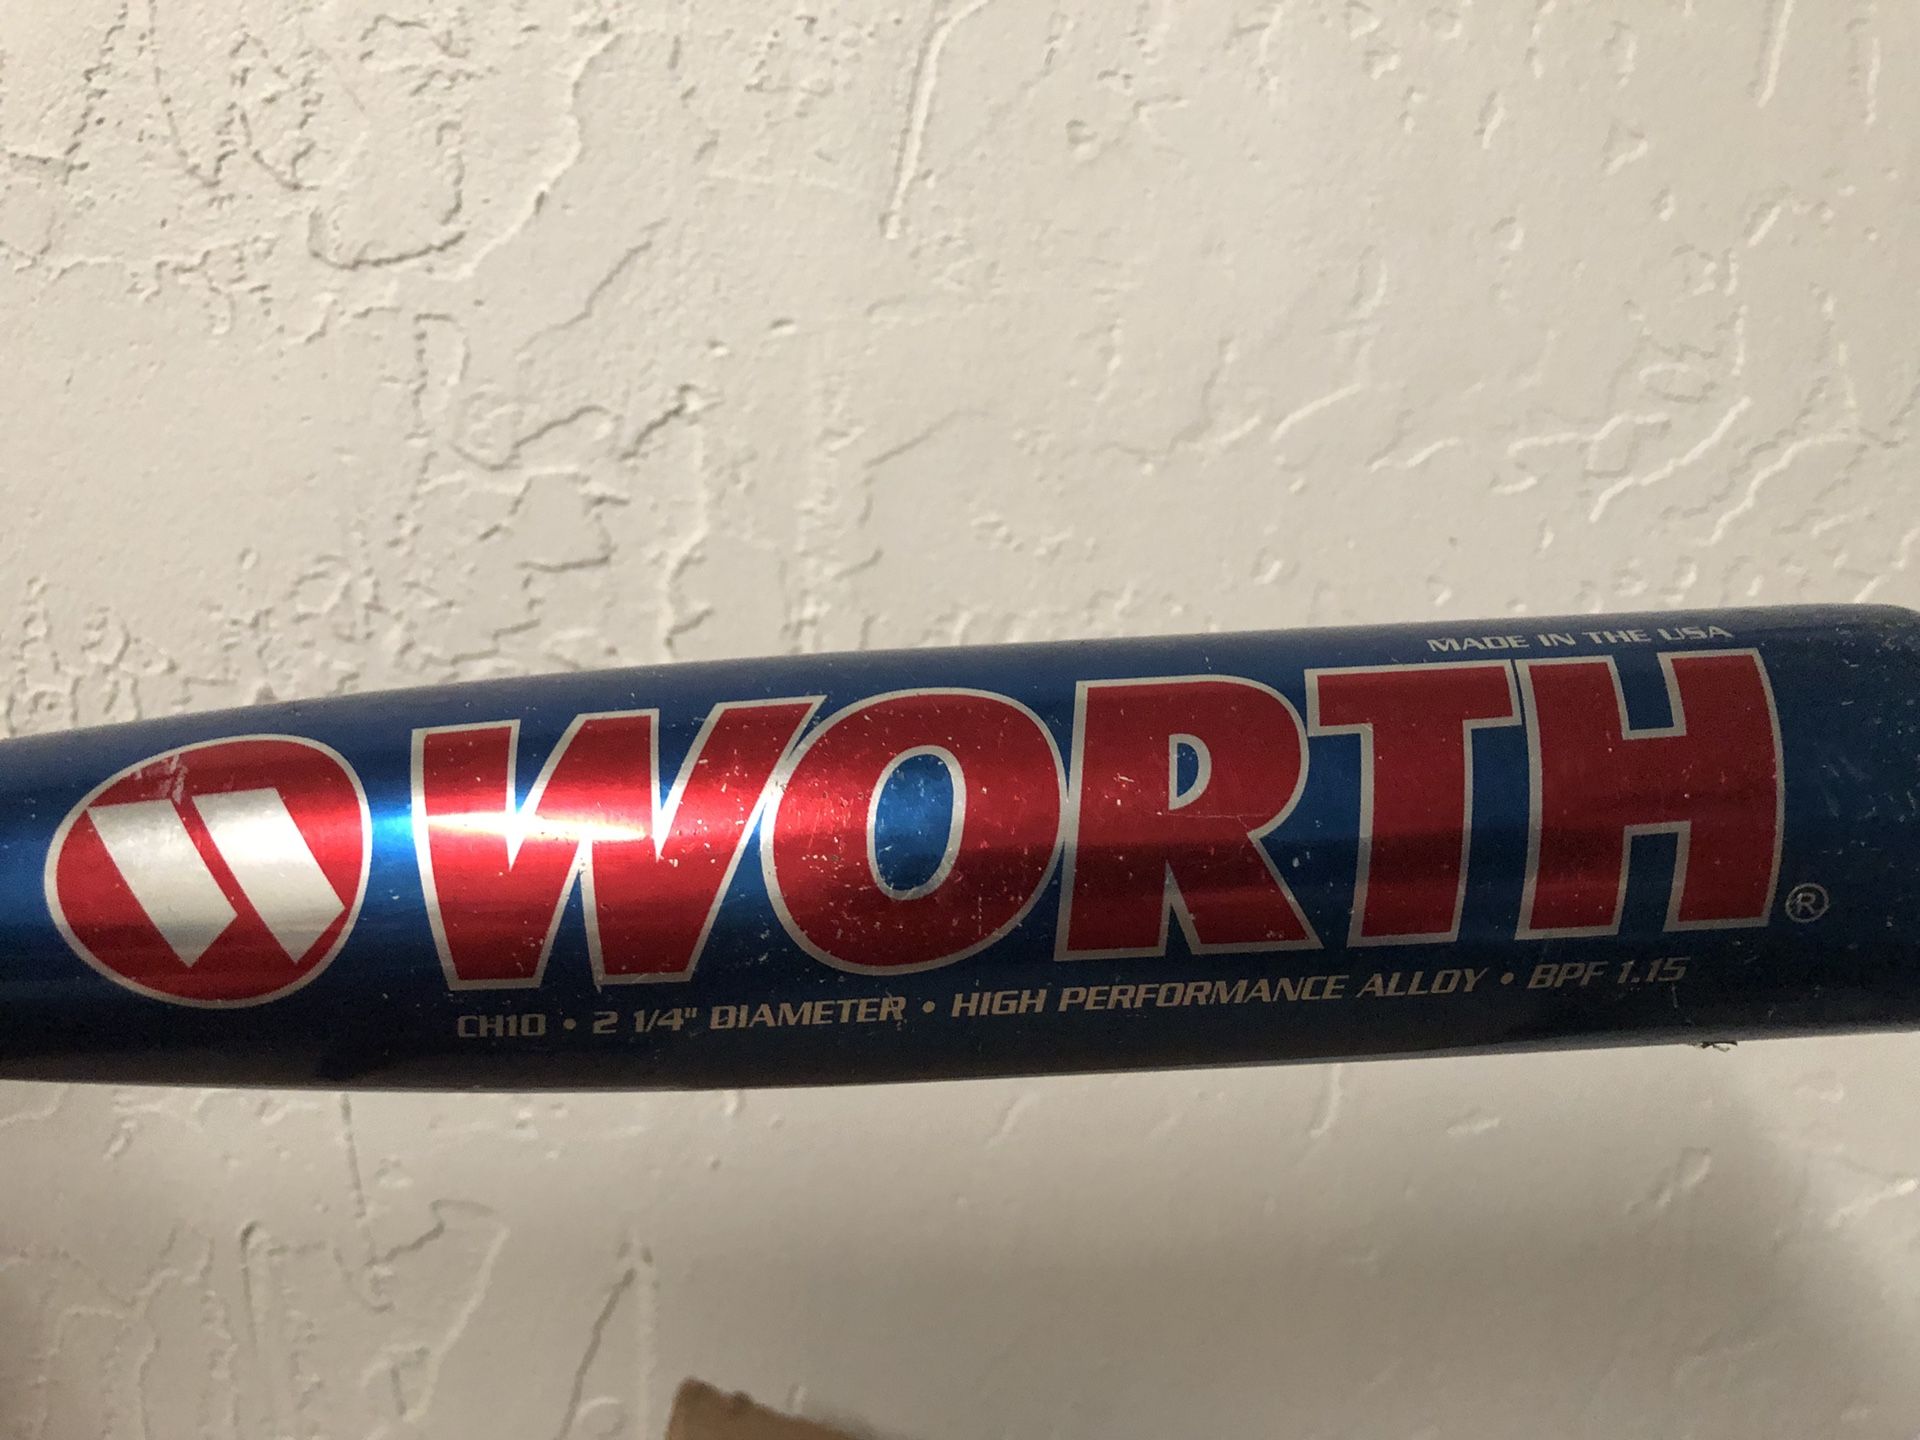 MADE IN THE USA
WORTH ®
CH10 • 2 1/4" DIAMETER • HIGH PERFORMANCE ALLOY • BPF 1.15